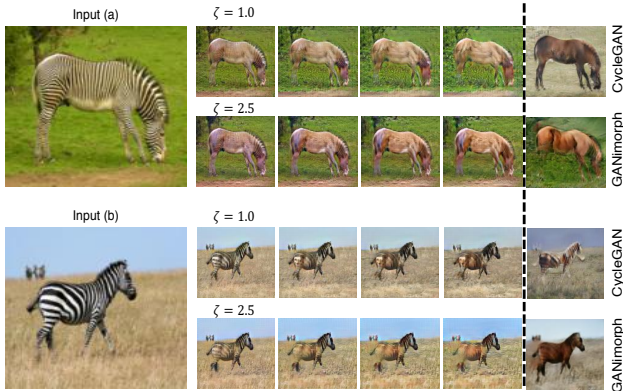 Input (a)
ζ = 1.0
CycleGAN
ζ = 2.5
GANimorph
Input (b)
ζ = 1.0
CycleGAN
ζ = 2.5
GANimorph